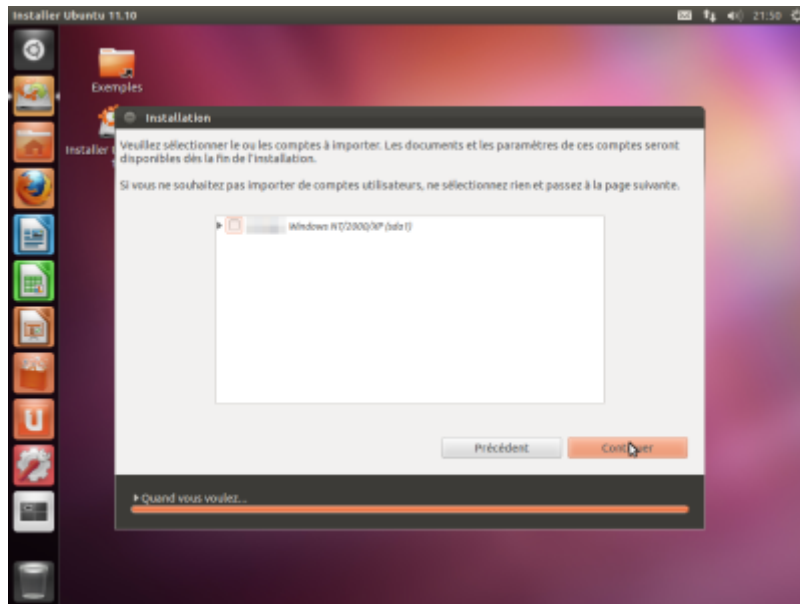 Installer Ubuntu 11.10
21:50
Exemples
Installer
Installation
Veuillez sélectionner le ou les comptes à importer. Les documents et les paramètres de ces comptes seront
disponibles dès la fin de l'installation.
Si vous ne souhaitez pas importer de comptes utilisateurs, ne sélectionnez rien et passez à la page suivante.
Windows NT/2000/XP (sda1)
Précédent
Continuer
Quand vous voulez...